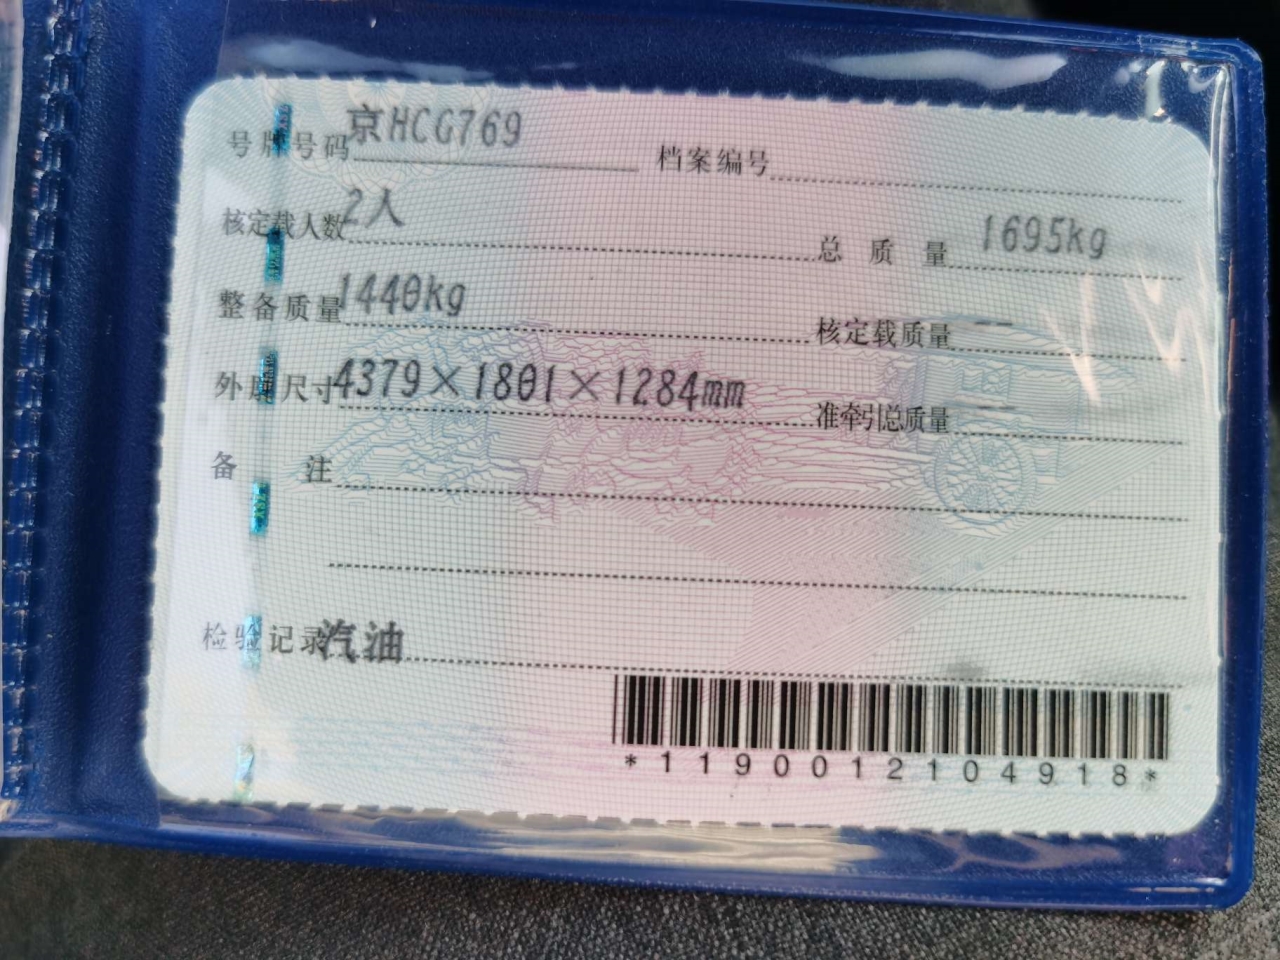 号牌号码 京HCG769 档案编号
核定载人数 2人 总质量 1695kg
整备质量 1440kg 核定载质量 --
外廓尺寸 4379×1801×1284mm 准牵引总质量 --
备注
检验记录 汽油
*1190012104918*